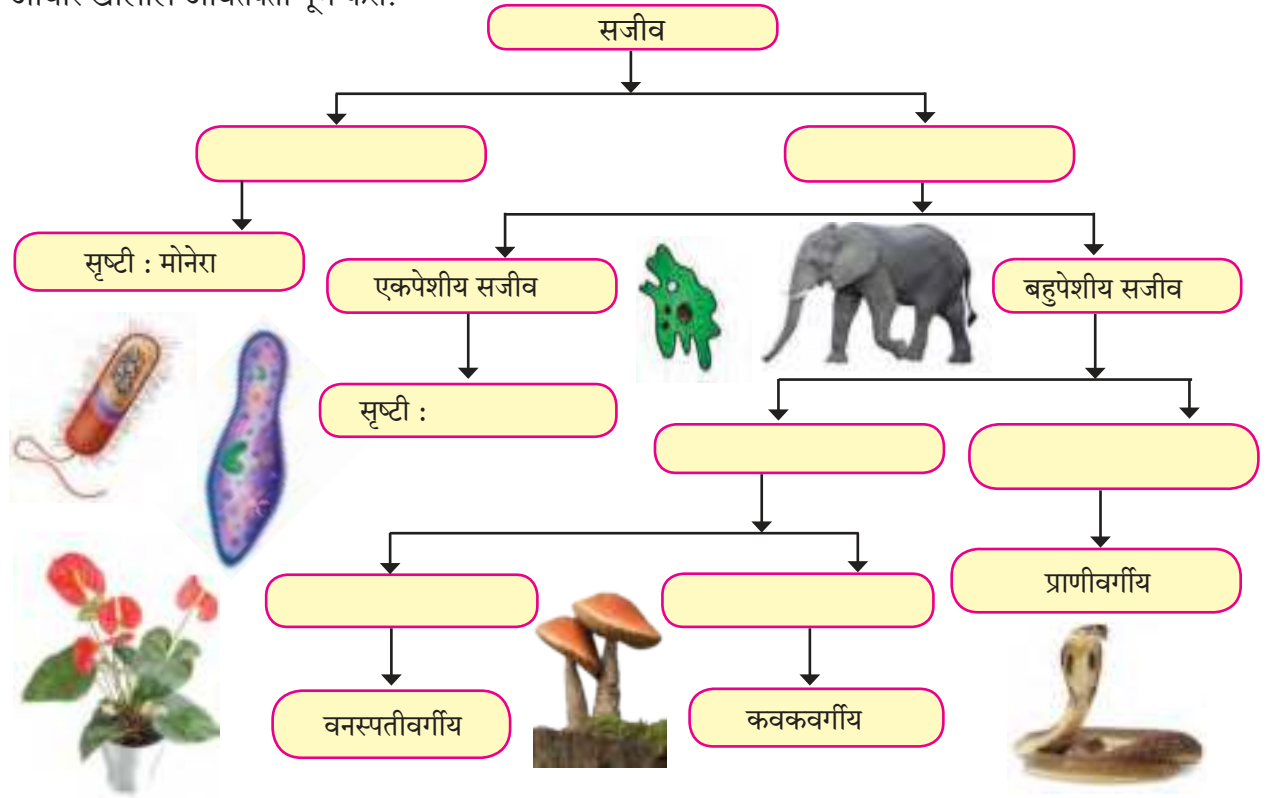 सजीव
सृष्टी : मोनेरा
एकपेशीय सजीव
बहुपेशीय सजीव
सृष्टी :
प्राणीवर्गीय
वनस्पतीवर्गीय
कवकवर्गीय